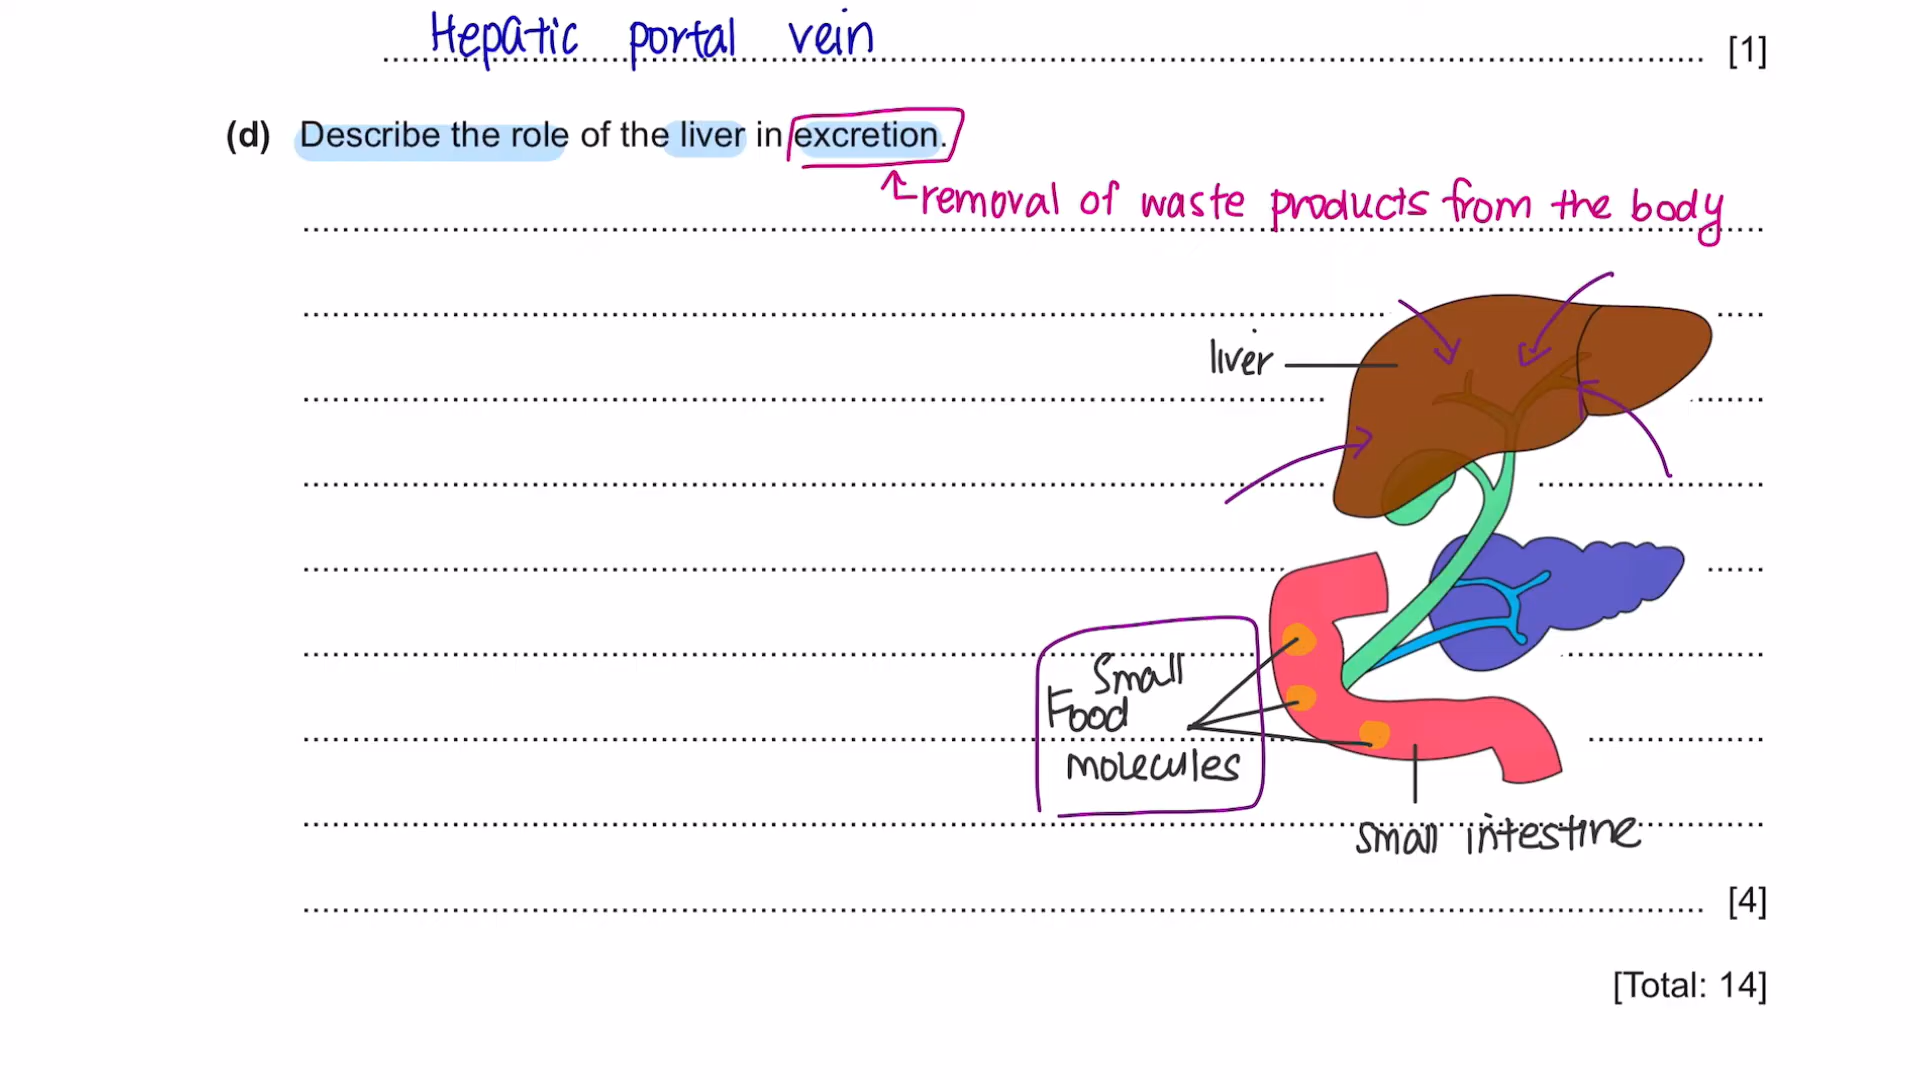 Hepatic portal vein [1]
(d) Describe the role of the liver in excretion.
removal of waste products from the body
liver
Small
Food
molecules
small intestine
[4]
[Total: 14]